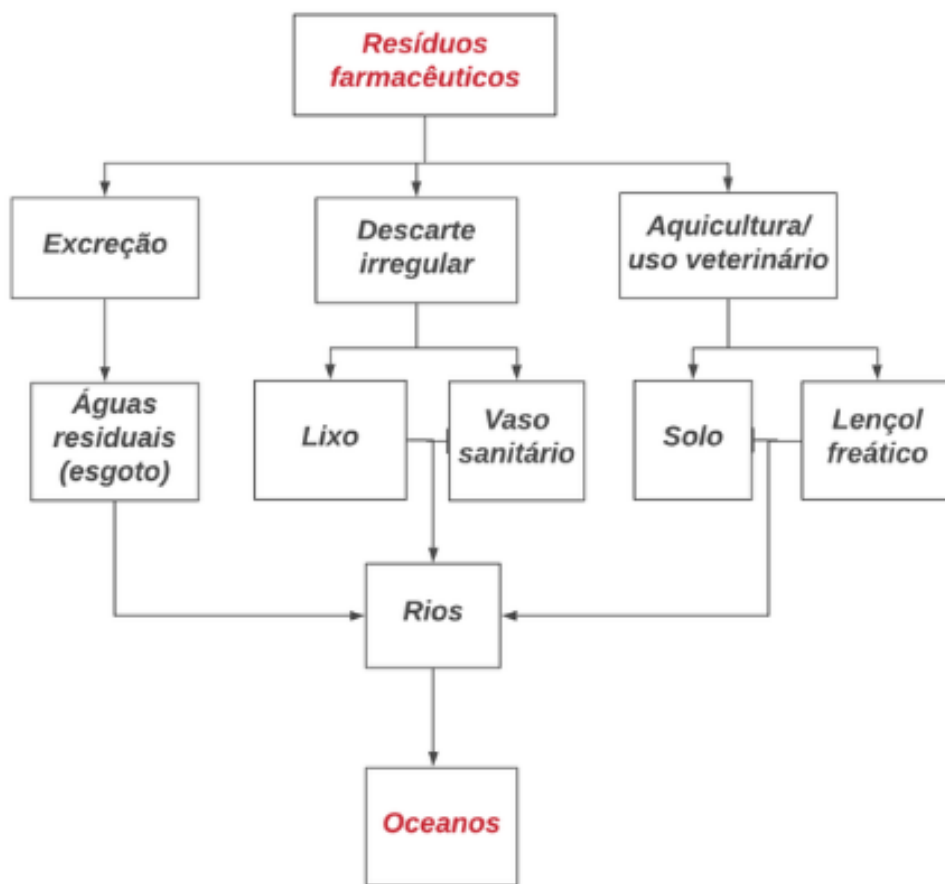 Resíduos
farmacêuticos
Excreção
Descarte
irregular
Aquicultura/
uso veterinário
Águas
residuais
(esgoto)
Lixo
Vaso
sanitário
Solo
Lençol
freático
Rios
Oceanos